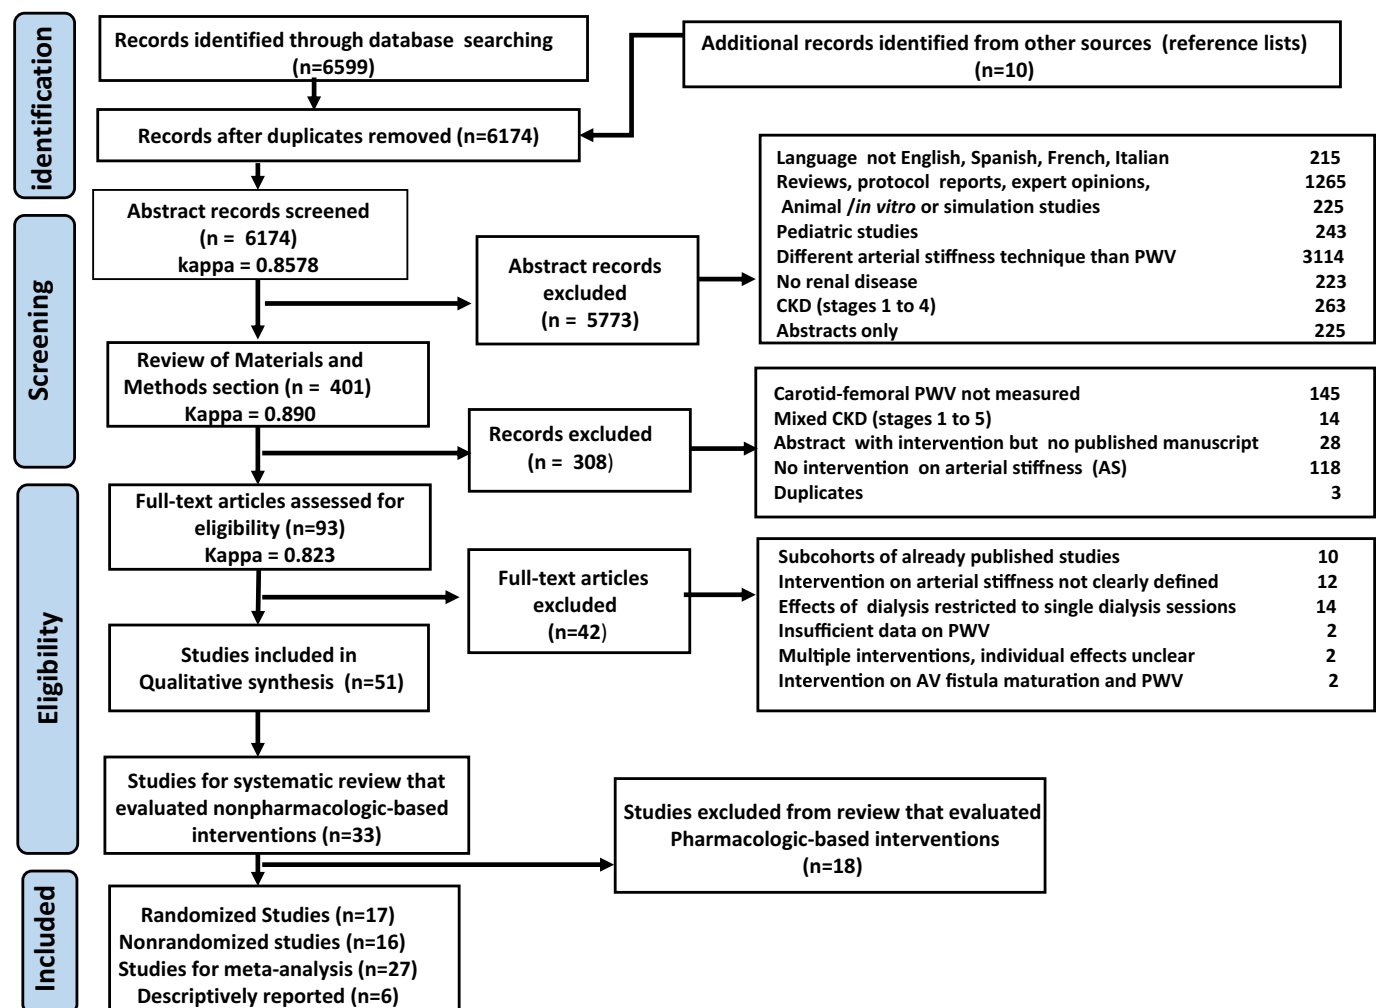 identification
Records identified through database searching
(n=6599)
Additional records identified from other sources (reference lists)
(n=10)
Records after duplicates removed (n=6174)
Screening
Abstract records screened
(n = 6174)
kappa = 0.8578
Abstract records
excluded
(n = 5773)
Language not English, Spanish, French, Italian 215
Reviews, protocol reports, expert opinions, 1265
Animal /in vitro or simulation studies 225
Pediatric studies 243
Different arterial stiffness technique than PWV 3114
No renal disease 223
CKD (stages 1 to 4) 263
Abstracts only 225
Review of Materials and
Methods section (n = 401)
Kappa = 0.890
Records excluded
(n = 308)
Carotid-femoral PWV not measured 145
Mixed CKD (stages 1 to 5) 14
Abstract with intervention but no published manuscript 28
No intervention on arterial stiffness (AS) 118
Duplicates 3
Eligibility
Full-text articles assessed for
eligibility (n=93)
Kappa = 0.823
Full-text articles
excluded
(n=42)
Subcohorts of already published studies 10
Intervention on arterial stiffness not clearly defined 12
Effects of dialysis restricted to single dialysis sessions 14
Insufficient data on PWV 2
Multiple interventions, individual effects unclear 2
Intervention on AV fistula maturation and PWV 2
Studies included in
Qualitative synthesis (n=51)
Studies for systematic review that
evaluated nonpharmacologic-based
interventions (n=33)
Studies excluded from review that evaluated
Pharmacologic-based interventions
(n=18)
Included
Randomized Studies (n=17)
Nonrandomized studies (n=16)
Studies for meta-analysis (n=27)
Descriptively reported (n=6)